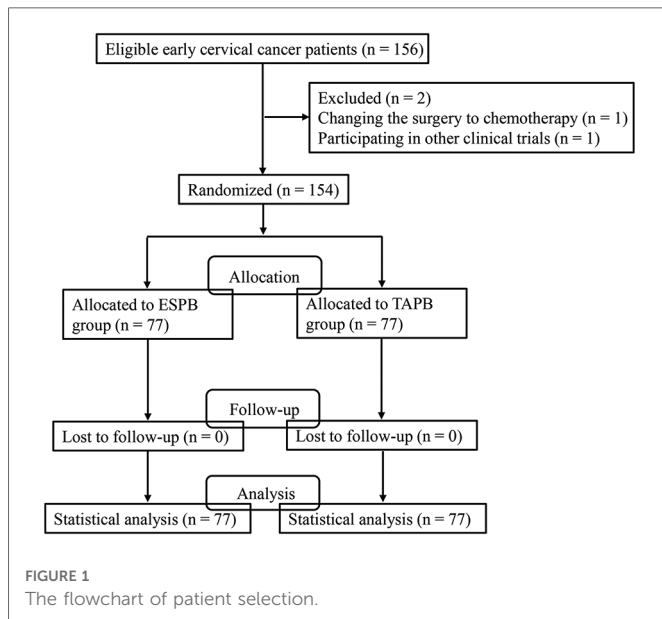 Eligible early cervical cancer patients (n = 156)
Excluded (n = 2)
Changing the surgery to chemotherapy (n = 1)
Participating in other clinical trials (n = 1)
Randomized (n = 154)
Allocation
Allocated to ESPB
group (n = 77)
Allocated to TAPB
group (n = 77)
Follow-up
Lost to follow-up (n = 0)
Lost to follow-up (n = 0)
Analysis
Statistical analysis (n = 77)
Statistical analysis (n = 77)
FIGURE 1
The flowchart of patient selection.